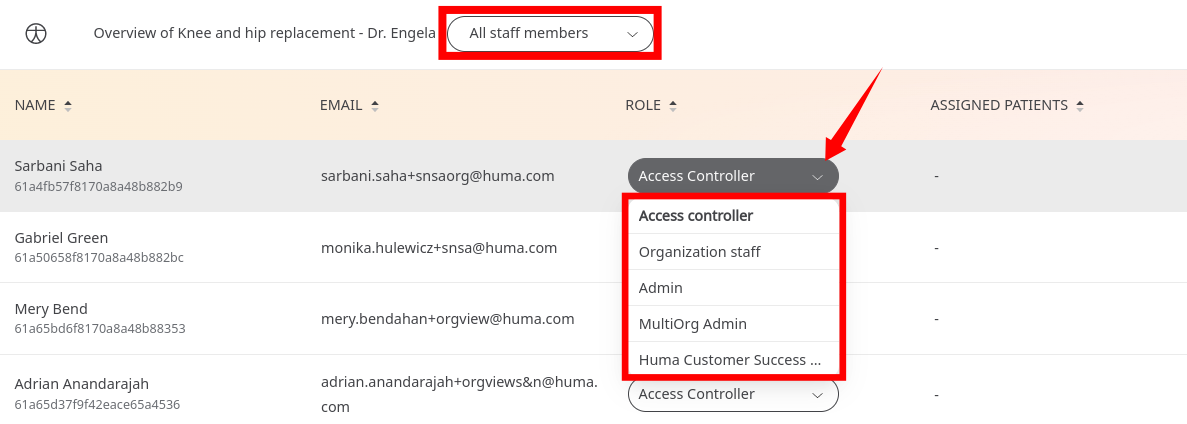 Overview of Knee and hip replacement - Dr. Engela
All staff members
NAME EMAIL ROLE ASSIGNED PATIENTS
Sarbani Saha
61a4fb57f8170a8a48b882b9
sarbani.saha+snsaorg@huma.com
Access Controller
-
Access controller
Organization staff
Admin
MultiOrg Admin
Huma Customer Success ...
Gabriel Green
61a50658f8170a8a48b882bc
monika.hulewicz+snsa@huma.com
-
Mery Bend
61a65bd6f8170a8a48b88353
mery.bendahan+orgview@huma.com
-
Adrian Anandarajah
61a65d37f9f42eace65a4536
adrian.anandarajah+orgviews&n@huma.
com
Access Controller
-